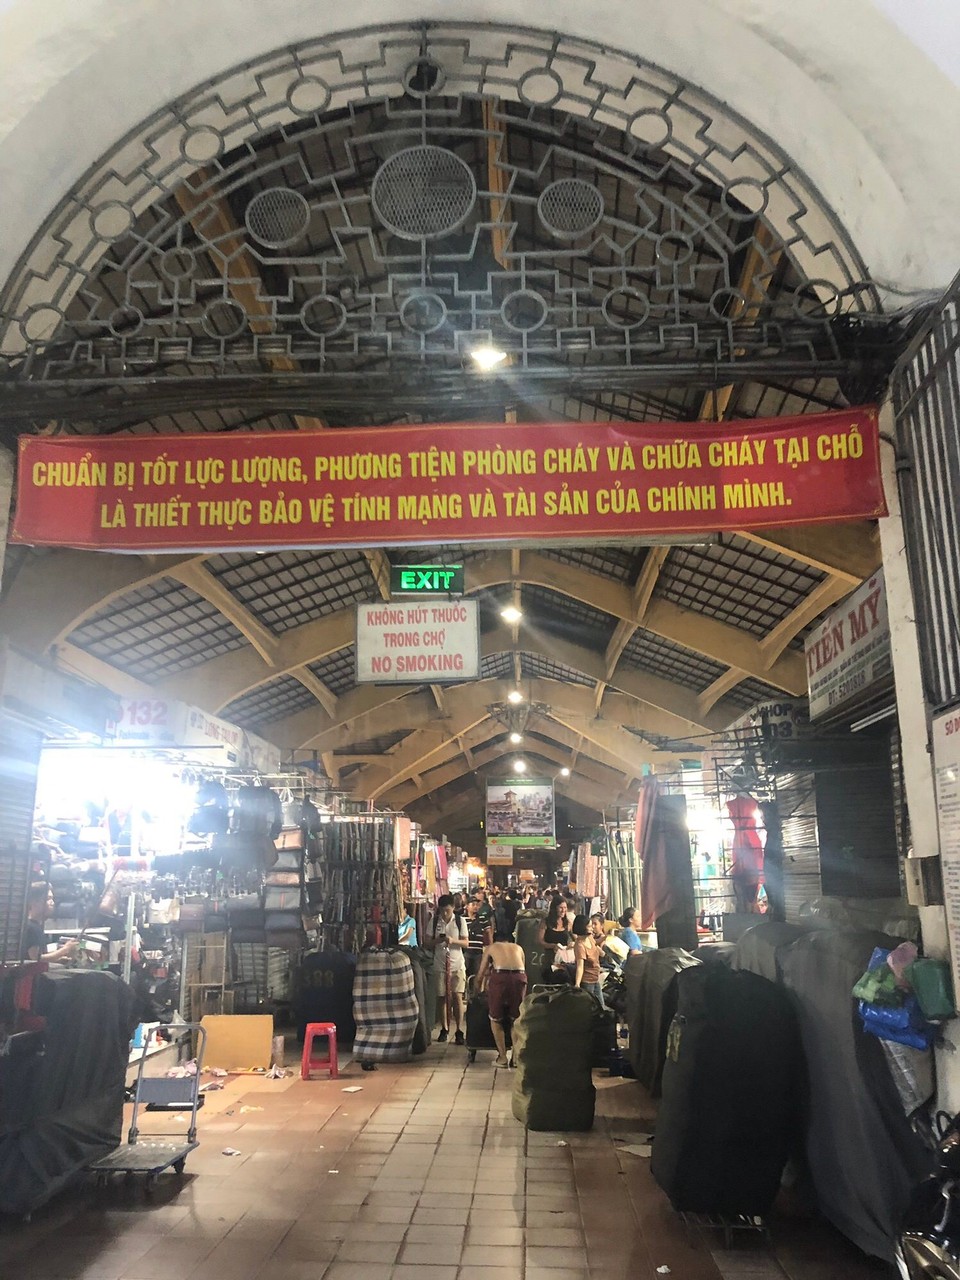 CHUẨN BỊ TỐT LỰC LƯỢNG, PHƯƠNG TIỆN PHÒNG CHÁY VÀ CHỮA CHÁY TẠI CHỖ
LÀ THIẾT THỰC BẢO VỆ TÍNH MẠNG VÀ TÀI SẢN CỦA CHÍNH MÌNH.
EXIT
KHÔNG HÚT THUỐC
TRONG CHỢ
NO SMOKING
TIẾN MỸ
132